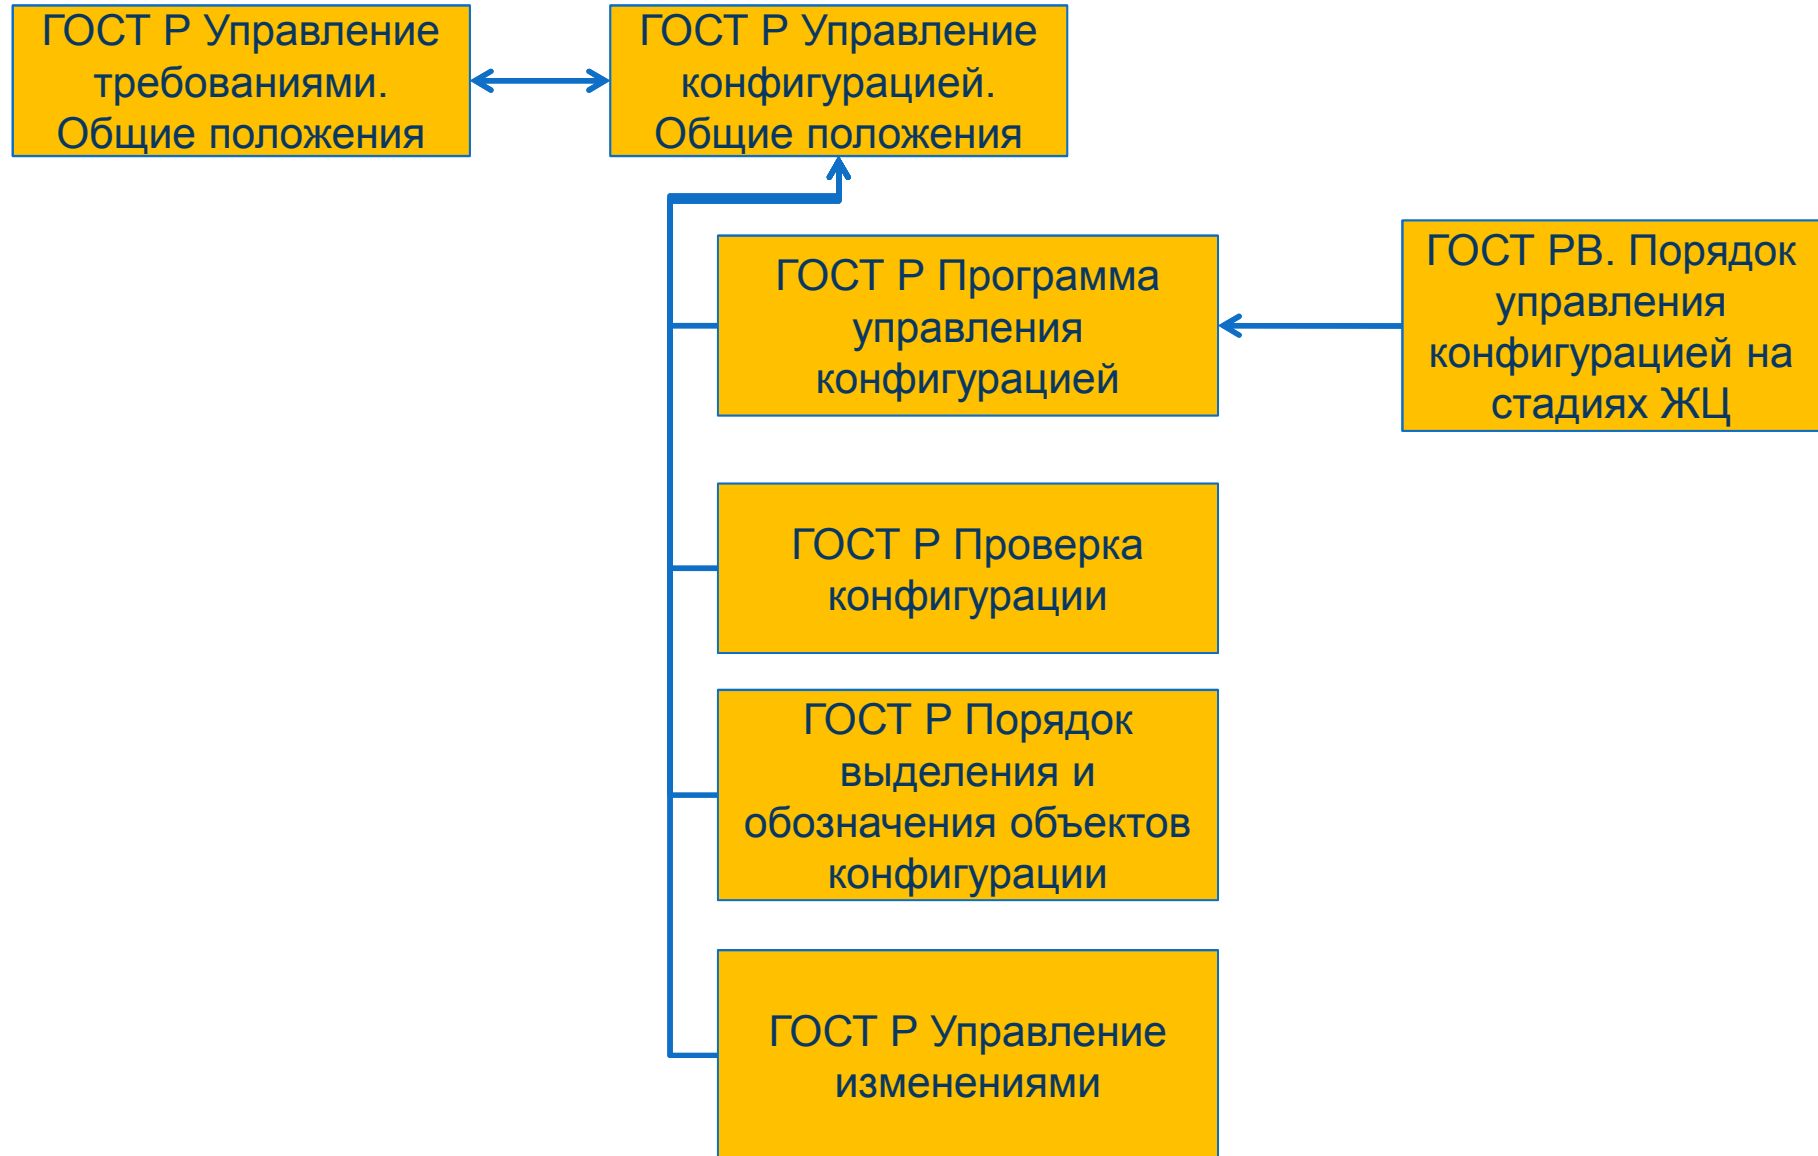 ГОСТ Р Управление
требованиями.
Общие положения
ГОСТ Р Управление
конфигурацией.
Общие положения
ГОСТ Р Программа
управления
конфигурацией
ГОСТ РВ. Порядок
управления
конфигурацией на
стадиях ЖЦ
ГОСТ Р Проверка
конфигурации
ГОСТ Р Порядок
выделения и
обозначения объектов
конфигурации
ГОСТ Р Управление
изменениями